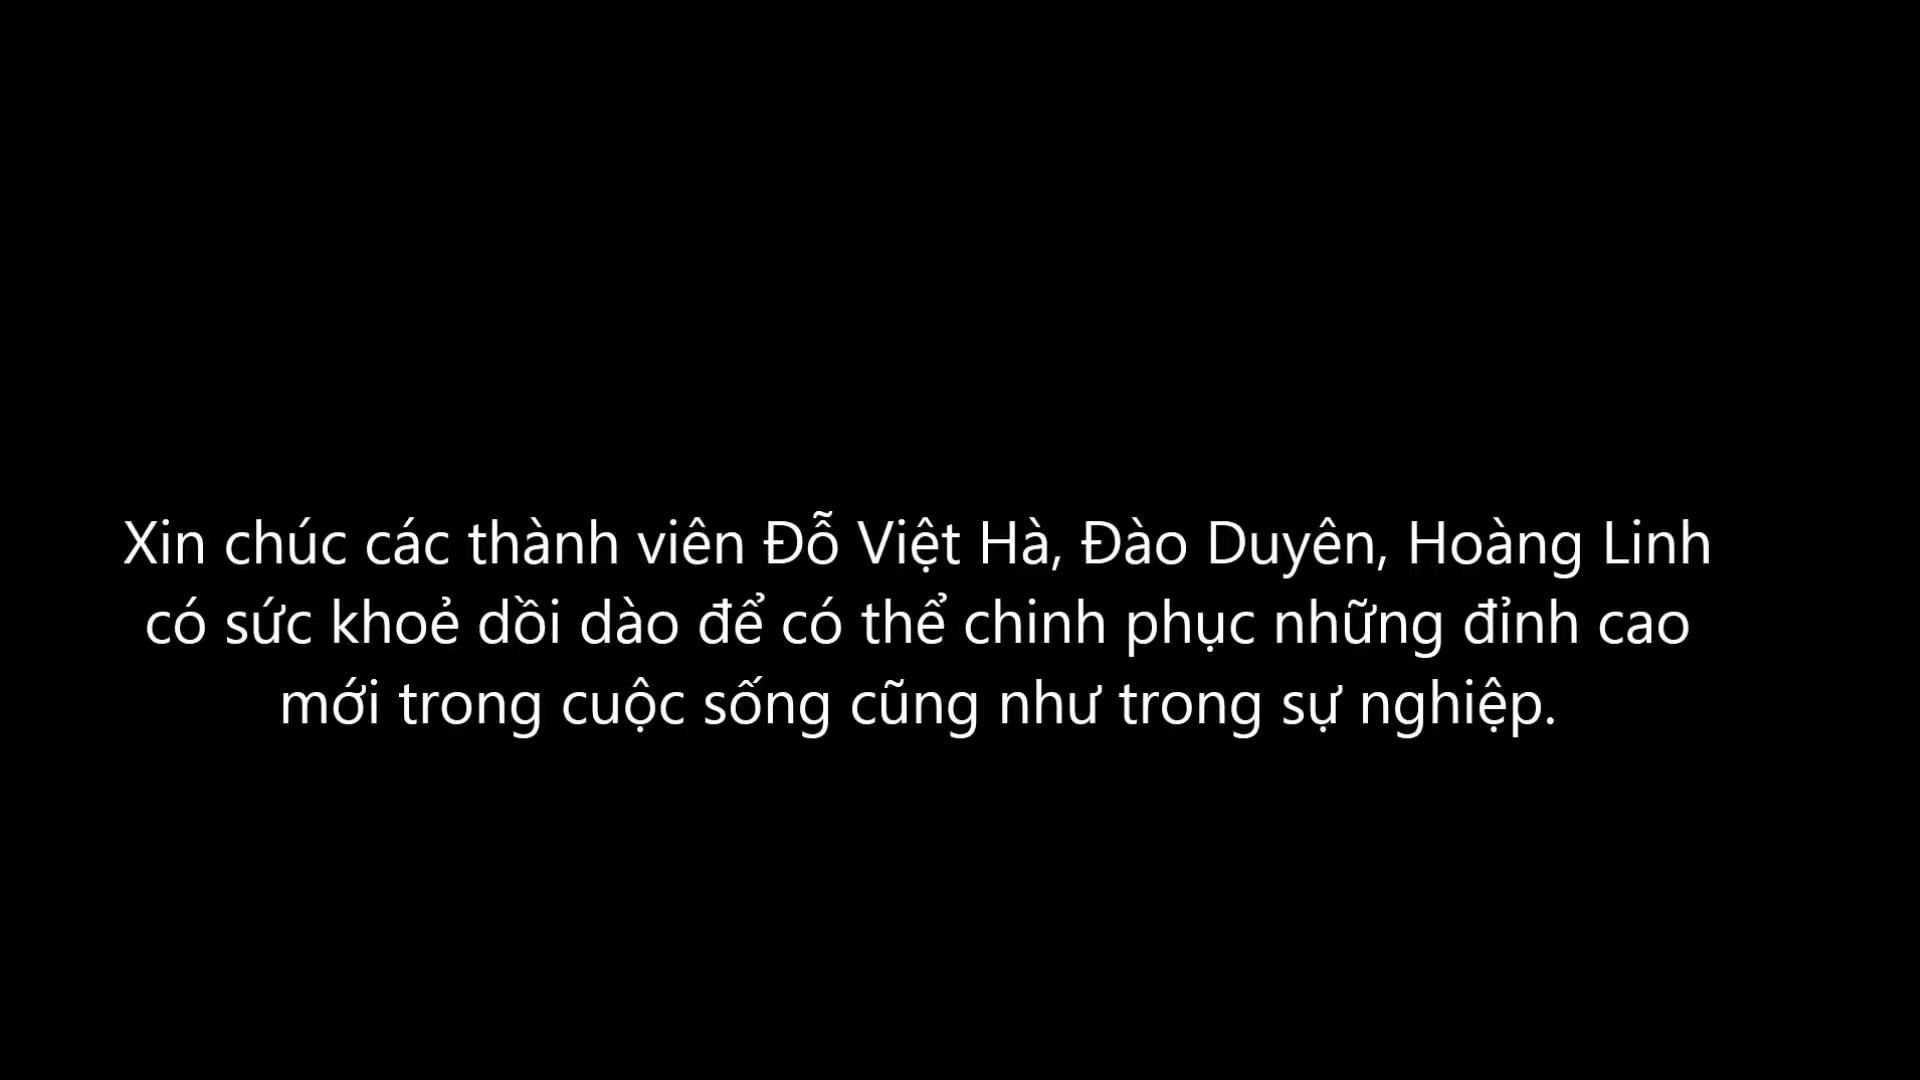 Xin chúc các thành viên Đỗ Việt Hà, Đào Duyên, Hoàng Linh
có sức khoẻ dồi dào để có thể chinh phục những đỉnh cao
mới trong cuộc sống cũng như trong sự nghiệp.